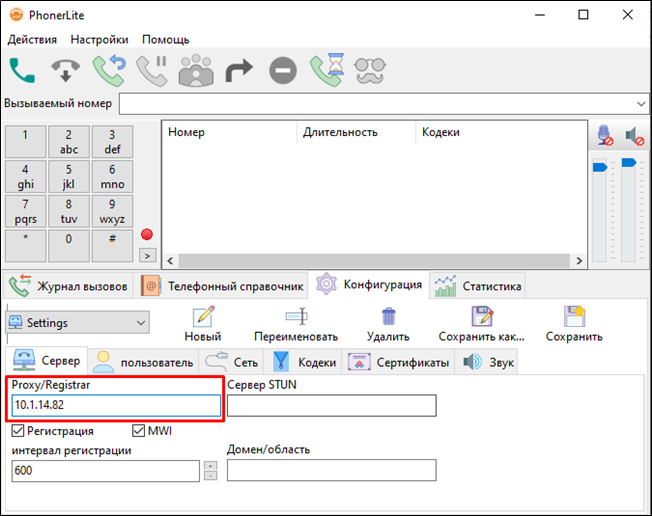 PhonerLite
Действия Настройки Помощь
Вызываемый номер
1 2 3
abc def
4 5 6
ghi jkl mno
7 8 9
pqrs tuv wxyz
* 0 #
>
Номер Длительность Кодеки
Журнал вызовов Телефонный справочник Конфигурация Статистика
Settings Новый Переименовать Удалить Сохранить как... Сохранить
Сервер пользователь Сеть Кодеки Сертификаты Звук
Proxy/Registrar Сервер STUN
10.1.14.82
Регистрация MWI
интервал регистрации Домен/область
600